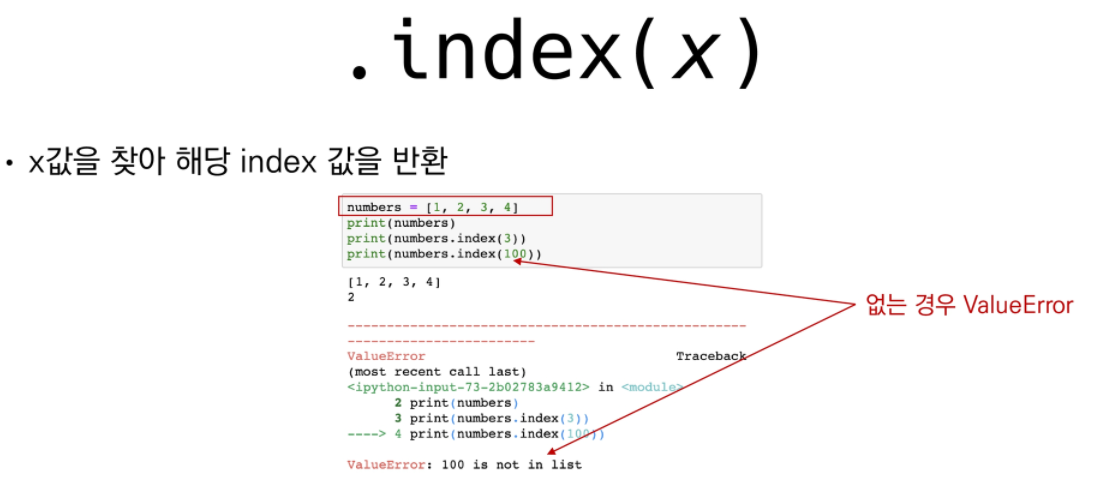 .index(x)
• x값을 찾아 해당 index 값을 반환
numbers = [1, 2, 3, 4]
print(numbers)
print(numbers.index(3))
print(numbers.index(100))
[1, 2, 3, 4]
2
없는 경우 ValueError
---------------------------------------------------
------------------------
ValueError                                Traceback
(most recent call last)
<ipython-input-73-2b02783a9412> in <module>
      2 print(numbers)
      3 print(numbers.index(3))
----> 4 print(numbers.index(100))
ValueError: 100 is not in list